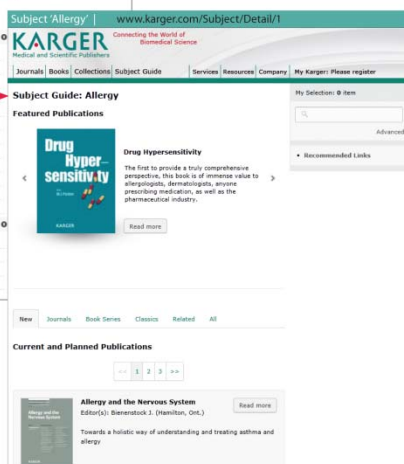 Subject 'Allergy' | www.karger.com/Subject/Detail/1
KARGER
Connecting the World of
Biomedical Science
Medical and Scientific Publishers
Journals Books Collections Subject Guide Services Resources Company My Karger: Please register
Subject Guide: Allergy
My Selection: 0 item
Featured Publications
Advanced
Recommended Links
Drug
Hyper-
sensitivity
KARGER
Drug Hypersensitivity
The first to provide a truly comprehensive
perspective, this book is of immense value to
allergologists, dermatologists, anyone
prescribing medication, as well as the
pharmaceutical industry.
Read more
New Journals Book Series Classics Related All
Current and Planned Publications
<< 1 2 3 >>
Allergy and the
Nervous System
Allergy and the Nervous System
Editor(s): Bienenstock J. (Hamilton, Ont.)
Read more
Towards a holistic way of understanding and treating asthma and
allergy